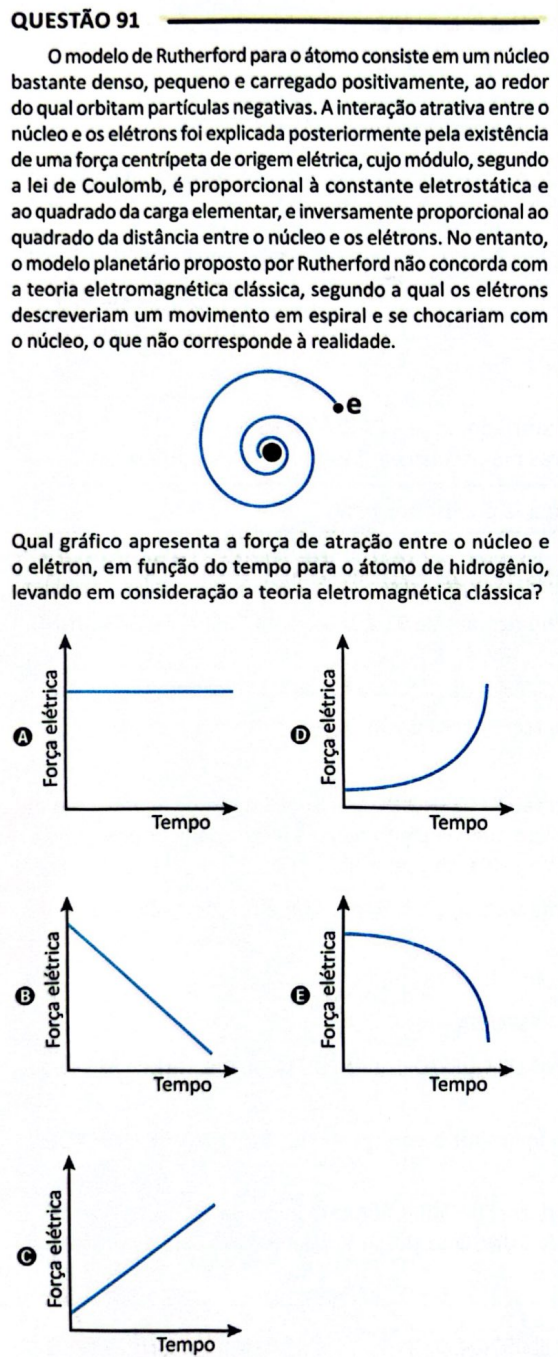 QUESTÃO 91
O modelo de Rutherford para o átomo consiste em um núcleo
bastante denso, pequeno e carregado positivamente, ao redor
do qual orbitam partículas negativas. A interação atrativa entre o
núcleo e os elétrons foi explicada posteriormente pela existência
de uma força centrípeta de origem elétrica, cujo módulo, segundo
a lei de Coulomb, é proporcional à constante eletrostática e
ao quadrado da carga elementar, e inversamente proporcional ao
quadrado da distância entre o núcleo e os elétrons. No entanto,
o modelo planetário proposto por Rutherford não concorda com
a teoria eletromagnética clássica, segundo a qual os elétrons
descreveriam um movimento em espiral e se chocariam com
o núcleo, o que não corresponde à realidade.
e
Qual gráfico apresenta a força de atração entre o núcleo e
o elétron, em função do tempo para o átomo de hidrogênio,
levando em consideração a teoria eletromagnética clássica?
A
Força elétrica
Tempo
B
Força elétrica
Tempo
C
Força elétrica
Tempo
D
Força elétrica
Tempo
E
Força elétrica
Tempo